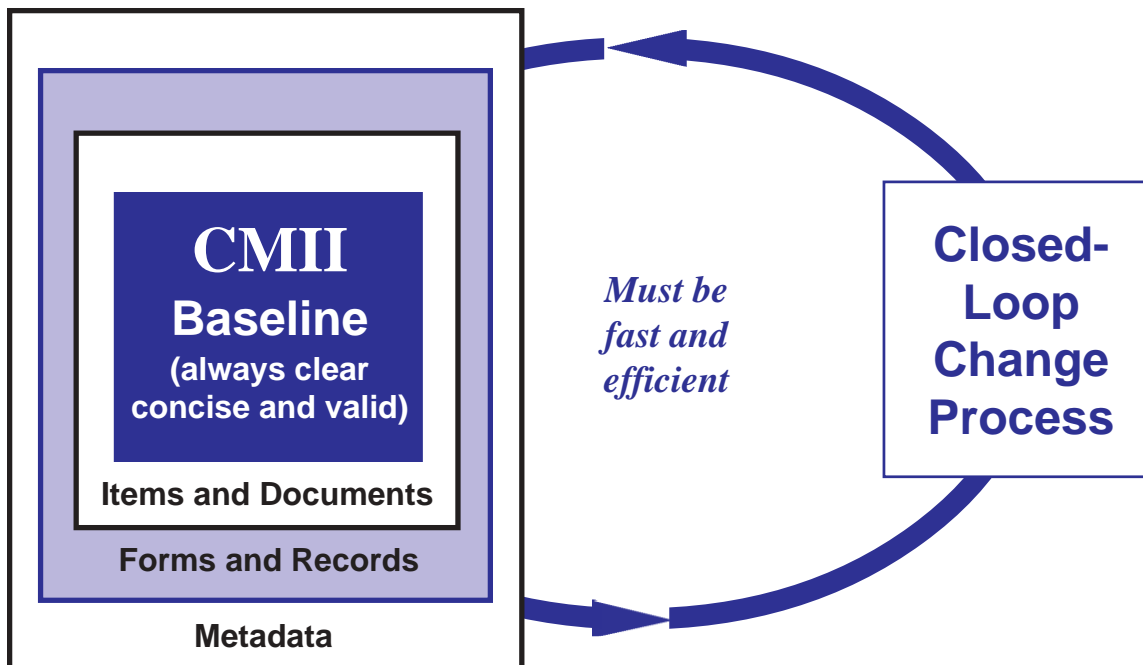 CMII
Baseline
(always clear
concise and valid)
Items and Documents
Forms and Records
Metadata
Must be
fast and
efficient
Closed-
Loop
Change
Process